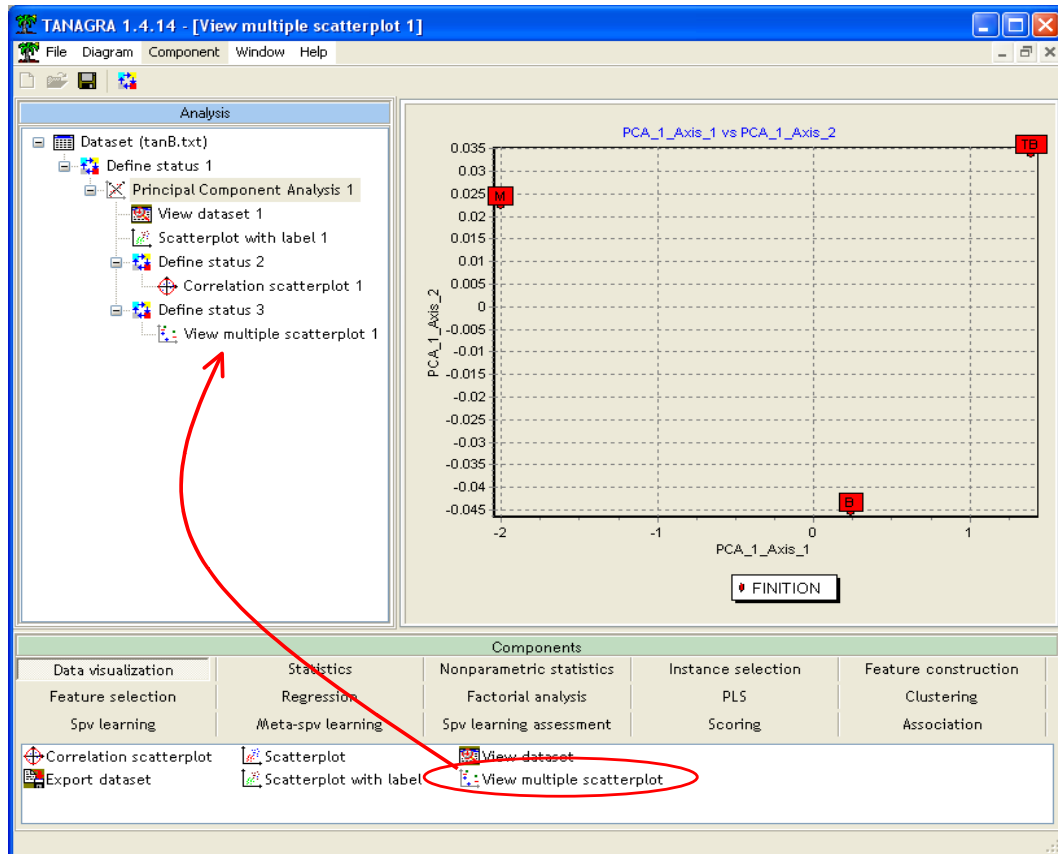 TANAGRA 1.4.14 - [View multiple scatterplot 1]
File Diagram Component Window Help
Analysis
Dataset (tanB.txt)
Define status 1
Principal Component Analysis 1
View dataset 1
Scatterplot with label 1
Define status 2
Correlation scatterplot 1
Define status 3
View multiple scatterplot 1
PCA_1_Axis_1 vs PCA_1_Axis_2
TB
M
B
0.035
0.03
0.025
0.02
0.015
0.01
0.005
0
-0.005
-0.01
-0.015
-0.02
-0.025
-0.03
-0.035
-0.04
-0.045
PCA_1_Axis_2
-2 -1 0 1
PCA_1_Axis_1
FINITION
Components
Data visualization Statistics Nonparametric statistics Instance selection Feature construction
Feature selection Regression Factorial analysis PLS Clustering
Spv learning Meta-spv learning Spv learning assessment Scoring Association
Correlation scatterplot Scatterplot View dataset
Export dataset Scatterplot with label View multiple scatterplot